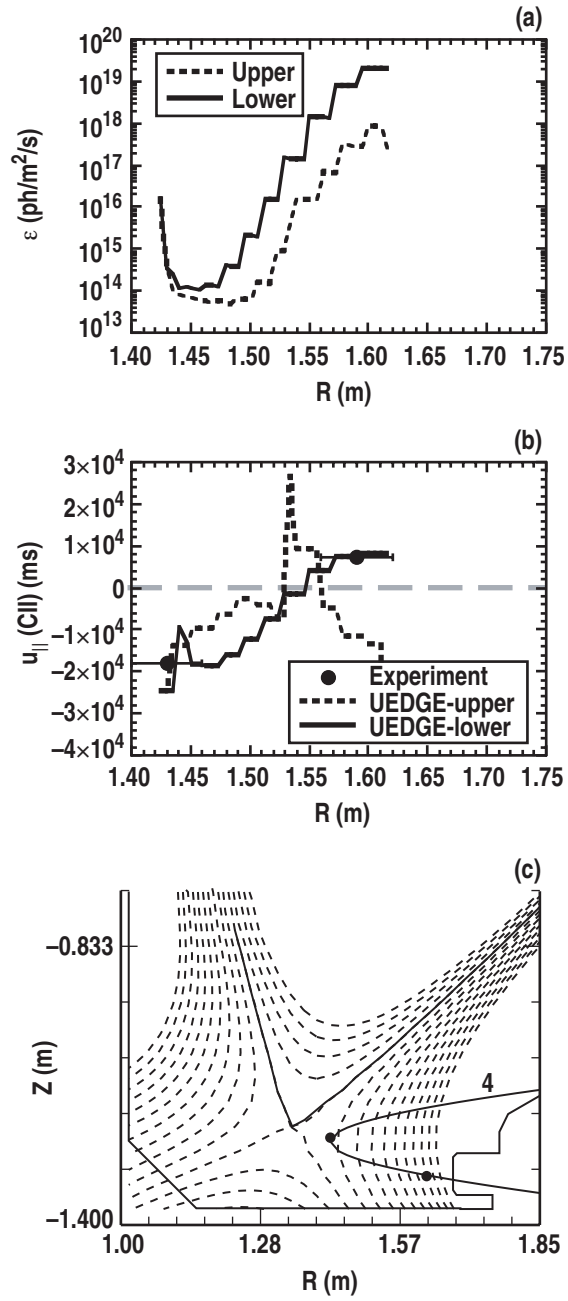 (a)
10^20
10^19
10^18
10^17
10^16
10^15
10^14
10^13
ε (ph/m^2/s)
Upper
Lower
1.40 1.45 1.50 1.55 1.60 1.65 1.70 1.75
R (m)
(b)
3×10^4
2×10^4
1×10^4
0
−1×10^4
−2×10^4
−3×10^4
−4×10^4
u_|| (CII) (ms)
Experiment
UEDGE-upper
UEDGE-lower
1.40 1.45 1.50 1.55 1.60 1.65 1.70 1.75
R (m)
(c)
−0.833
Z (m)
4
−1.400
1.00 1.28 1.57 1.85
R (m)